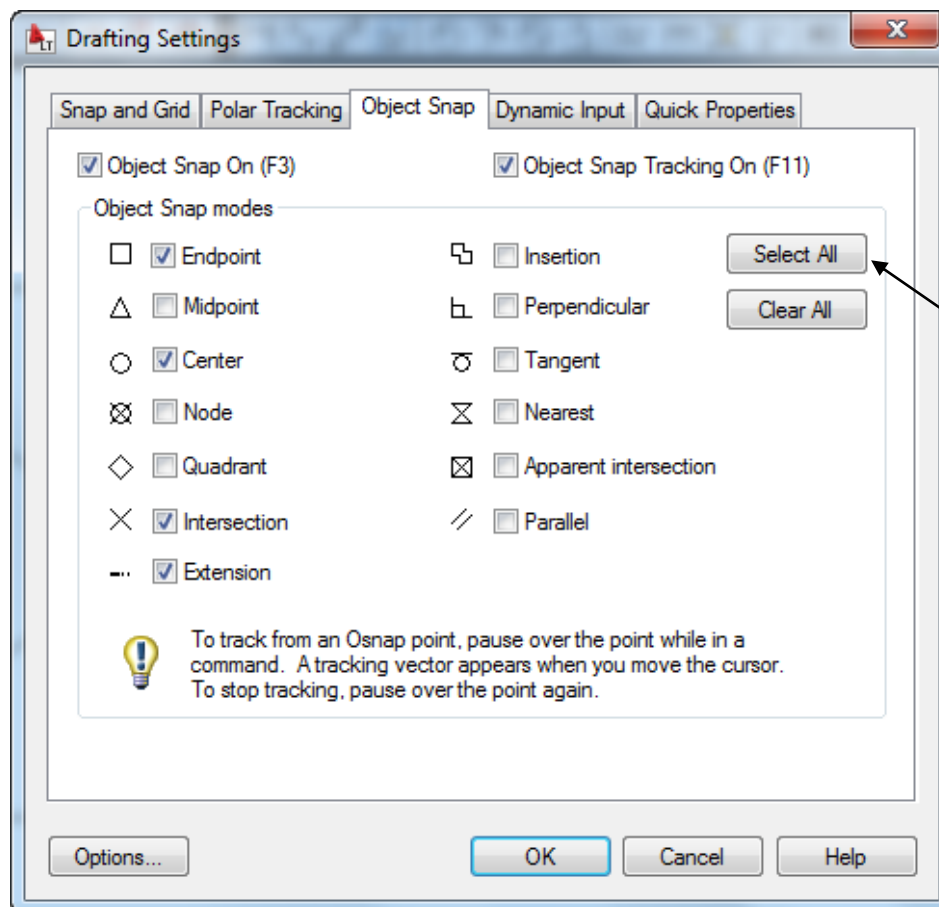 LT Drafting Settings
Snap and Grid Polar Tracking Object Snap Dynamic Input Quick Properties
Object Snap On (F3) Object Snap Tracking On (F11)
Object Snap modes
Endpoint Insertion Select All
Midpoint Perpendicular Clear All
Center Tangent
Node Nearest
Quadrant Apparent intersection
Intersection Parallel
Extension
To track from an Osnap point, pause over the point while in a
command. A tracking vector appears when you move the cursor.
To stop tracking, pause over the point again.
Options... OK Cancel Help